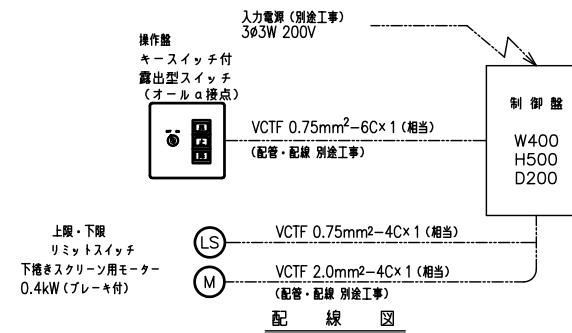 入力電源（別途工事）
3φ3W 200V
操作盤
キースイッチ付
露出型スイッチ
（オールａ接点）
制御盤
W400
H500
D200
VCTF 0.75mm²-6C×1（相当）
（配管・配線 別途工事）
上限・下限
リミットスイッチ
LS
VCTF 0.75mm²-4C×1（相当）
下捲きスクリーン用モーター
0.4kW（ブレーキ付）
M
VCTF 2.0mm²-4C×1（相当）
（配管・配線 別途工事）
配線図